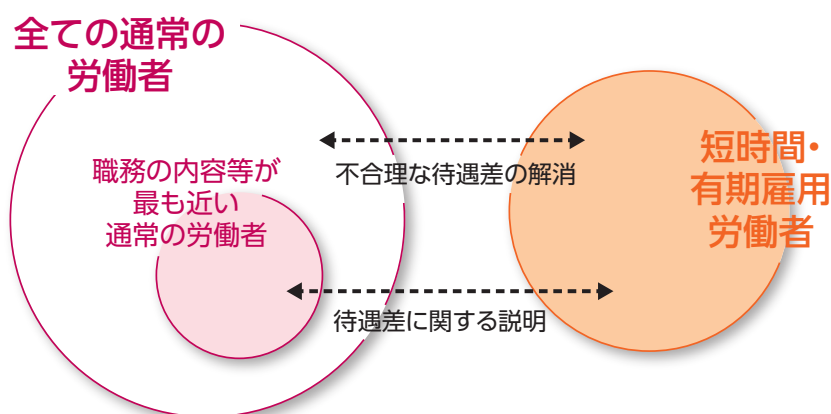 全ての通常の
労働者
職務の内容等が
最も近い
通常の労働者
不合理な待遇差の解消
待遇差に関する説明
短時間・
有期雇用
労働者